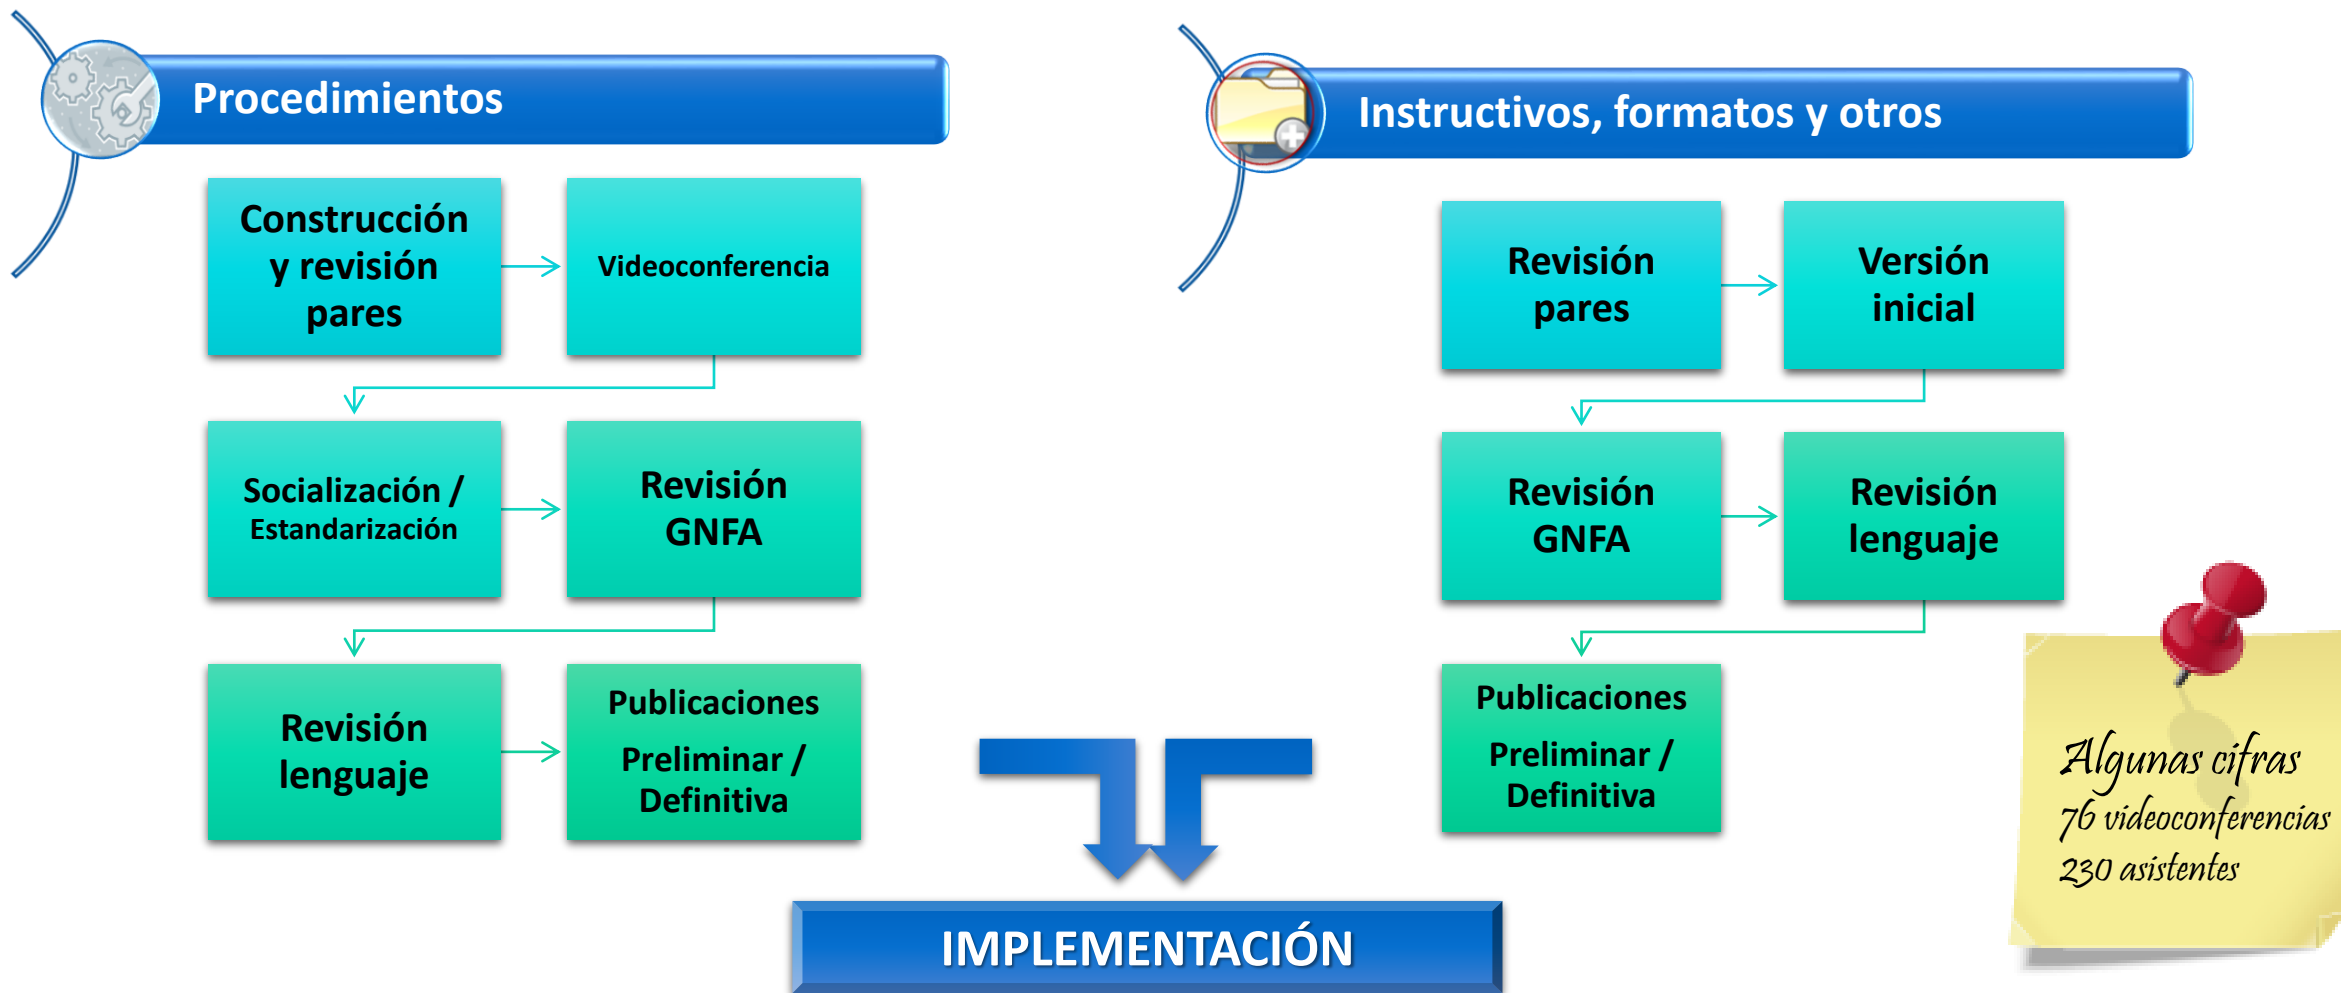 Procedimientos
Construcción
y revisión
pares
Videoconferencia
Socialización /
Estandarización
Revisión
GNFA
Revisión
lenguaje
Publicaciones
Preliminar /
Definitiva
Instructivos, formatos y otros
Revisión
pares
Versión
inicial
Revisión
GNFA
Revisión
lenguaje
Publicaciones
Preliminar /
Definitiva
Algunas cifras
76 videoconferencias
230 asistentes
IMPLEMENTACIÓN